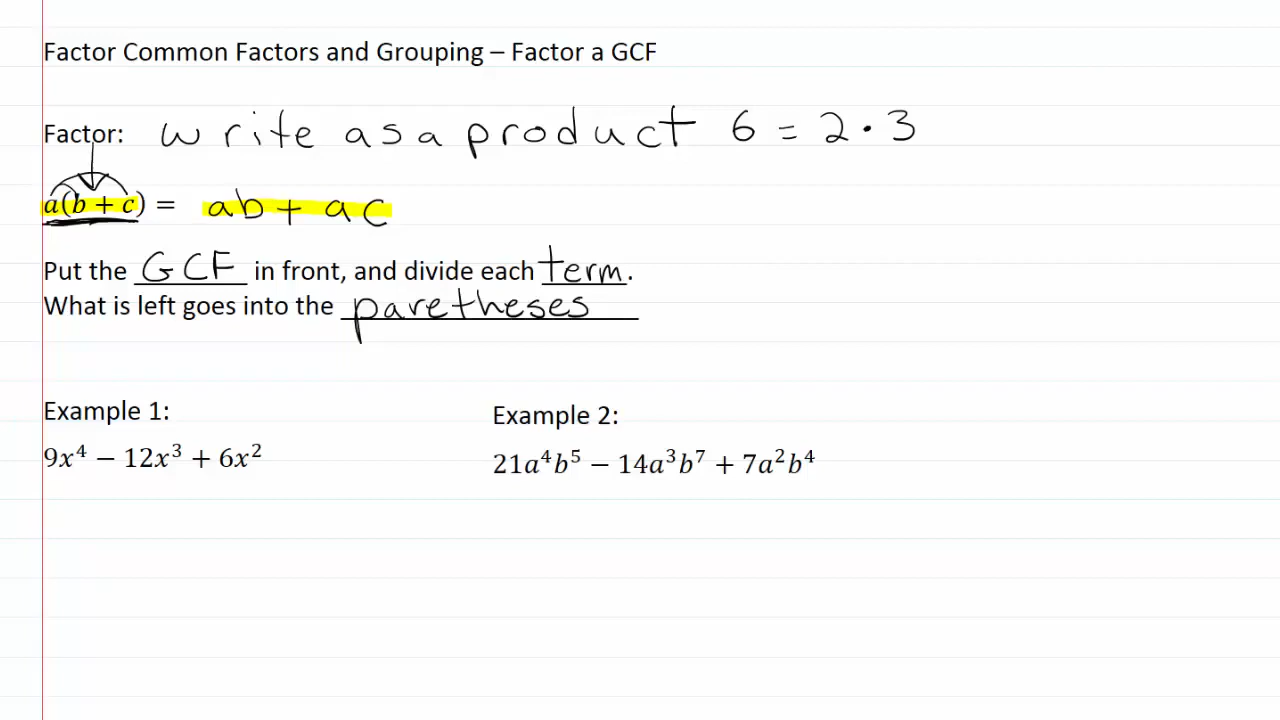 Factor Common Factors and Grouping – Factor a GCF
Factor: write as a product 6 = 2 · 3
a(b + c) = ab + ac
Put the GCF in front, and divide each term.
What is left goes into the paretheses
Example 1:
9x⁴ − 12x³ + 6x²
Example 2:
21a⁴b⁵ − 14a³b⁷ + 7a²b⁴